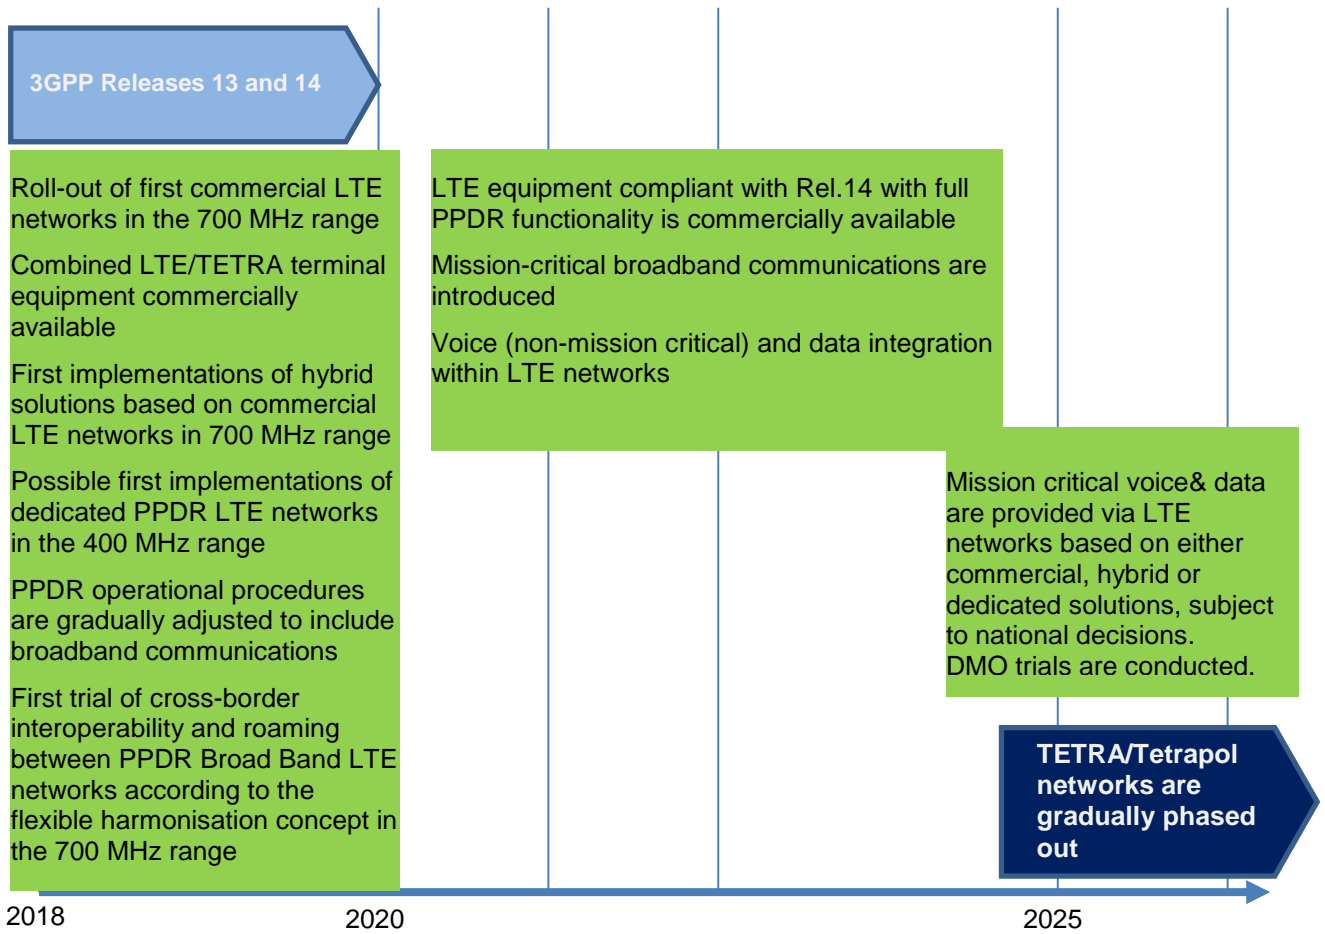 3GPP Releases 13 and 14
Roll-out of first commercial LTE
networks in the 700 MHz range
Combined LTE/TETRA terminal
equipment commercially
available
First implementations of hybrid
solutions based on commercial
LTE networks in 700 MHz range
Possible first implementations of
dedicated PPDR LTE networks
in the 400 MHz range
PPDR operational procedures
are gradually adjusted to include
broadband communications
First trial of cross-border
interoperability and roaming
between PPDR Broad Band LTE
networks according to the
flexible harmonisation concept in
the 700 MHz range
LTE equipment compliant with Rel.14 with full
PPDR functionality is commercially available
Mission-critical broadband communications are
introduced
Voice (non-mission critical) and data integration
within LTE networks
Mission critical voice& data
are provided via LTE
networks based on either
commercial, hybrid or
dedicated solutions, subject
to national decisions.
DMO trials are conducted.
TETRA/Tetrapol
networks are
gradually phased
out
2018
2020
2025